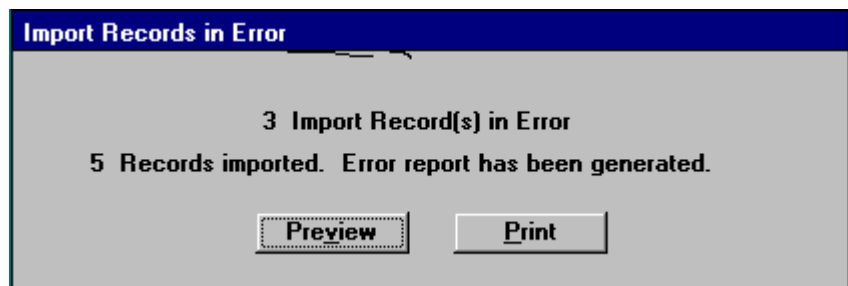 Import Records in Error
3 Import Record(s) in Error
5 Records imported. Error report has been generated.
Preview Print